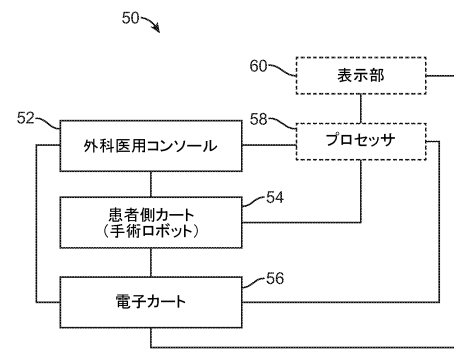 50
60
表示部
52
外科医用コンソール
58
プロセッサ
54
患者側カート
(手術ロボット)
56
電子カート